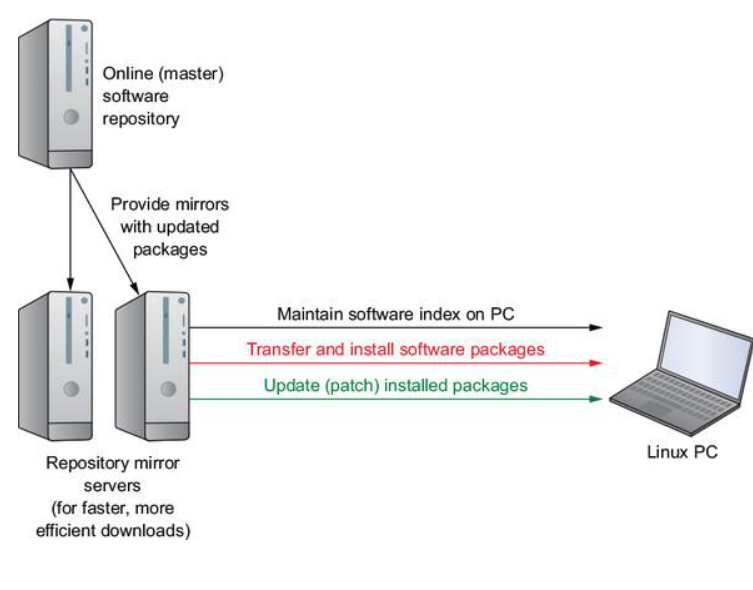 Online (master)
software
repository
Provide mirrors
with updated
packages
Maintain software index on PC
Transfer and install software packages
Update (patch) installed packages
Linux PC
Repository mirror
servers
(for faster, more
efficient downloads)